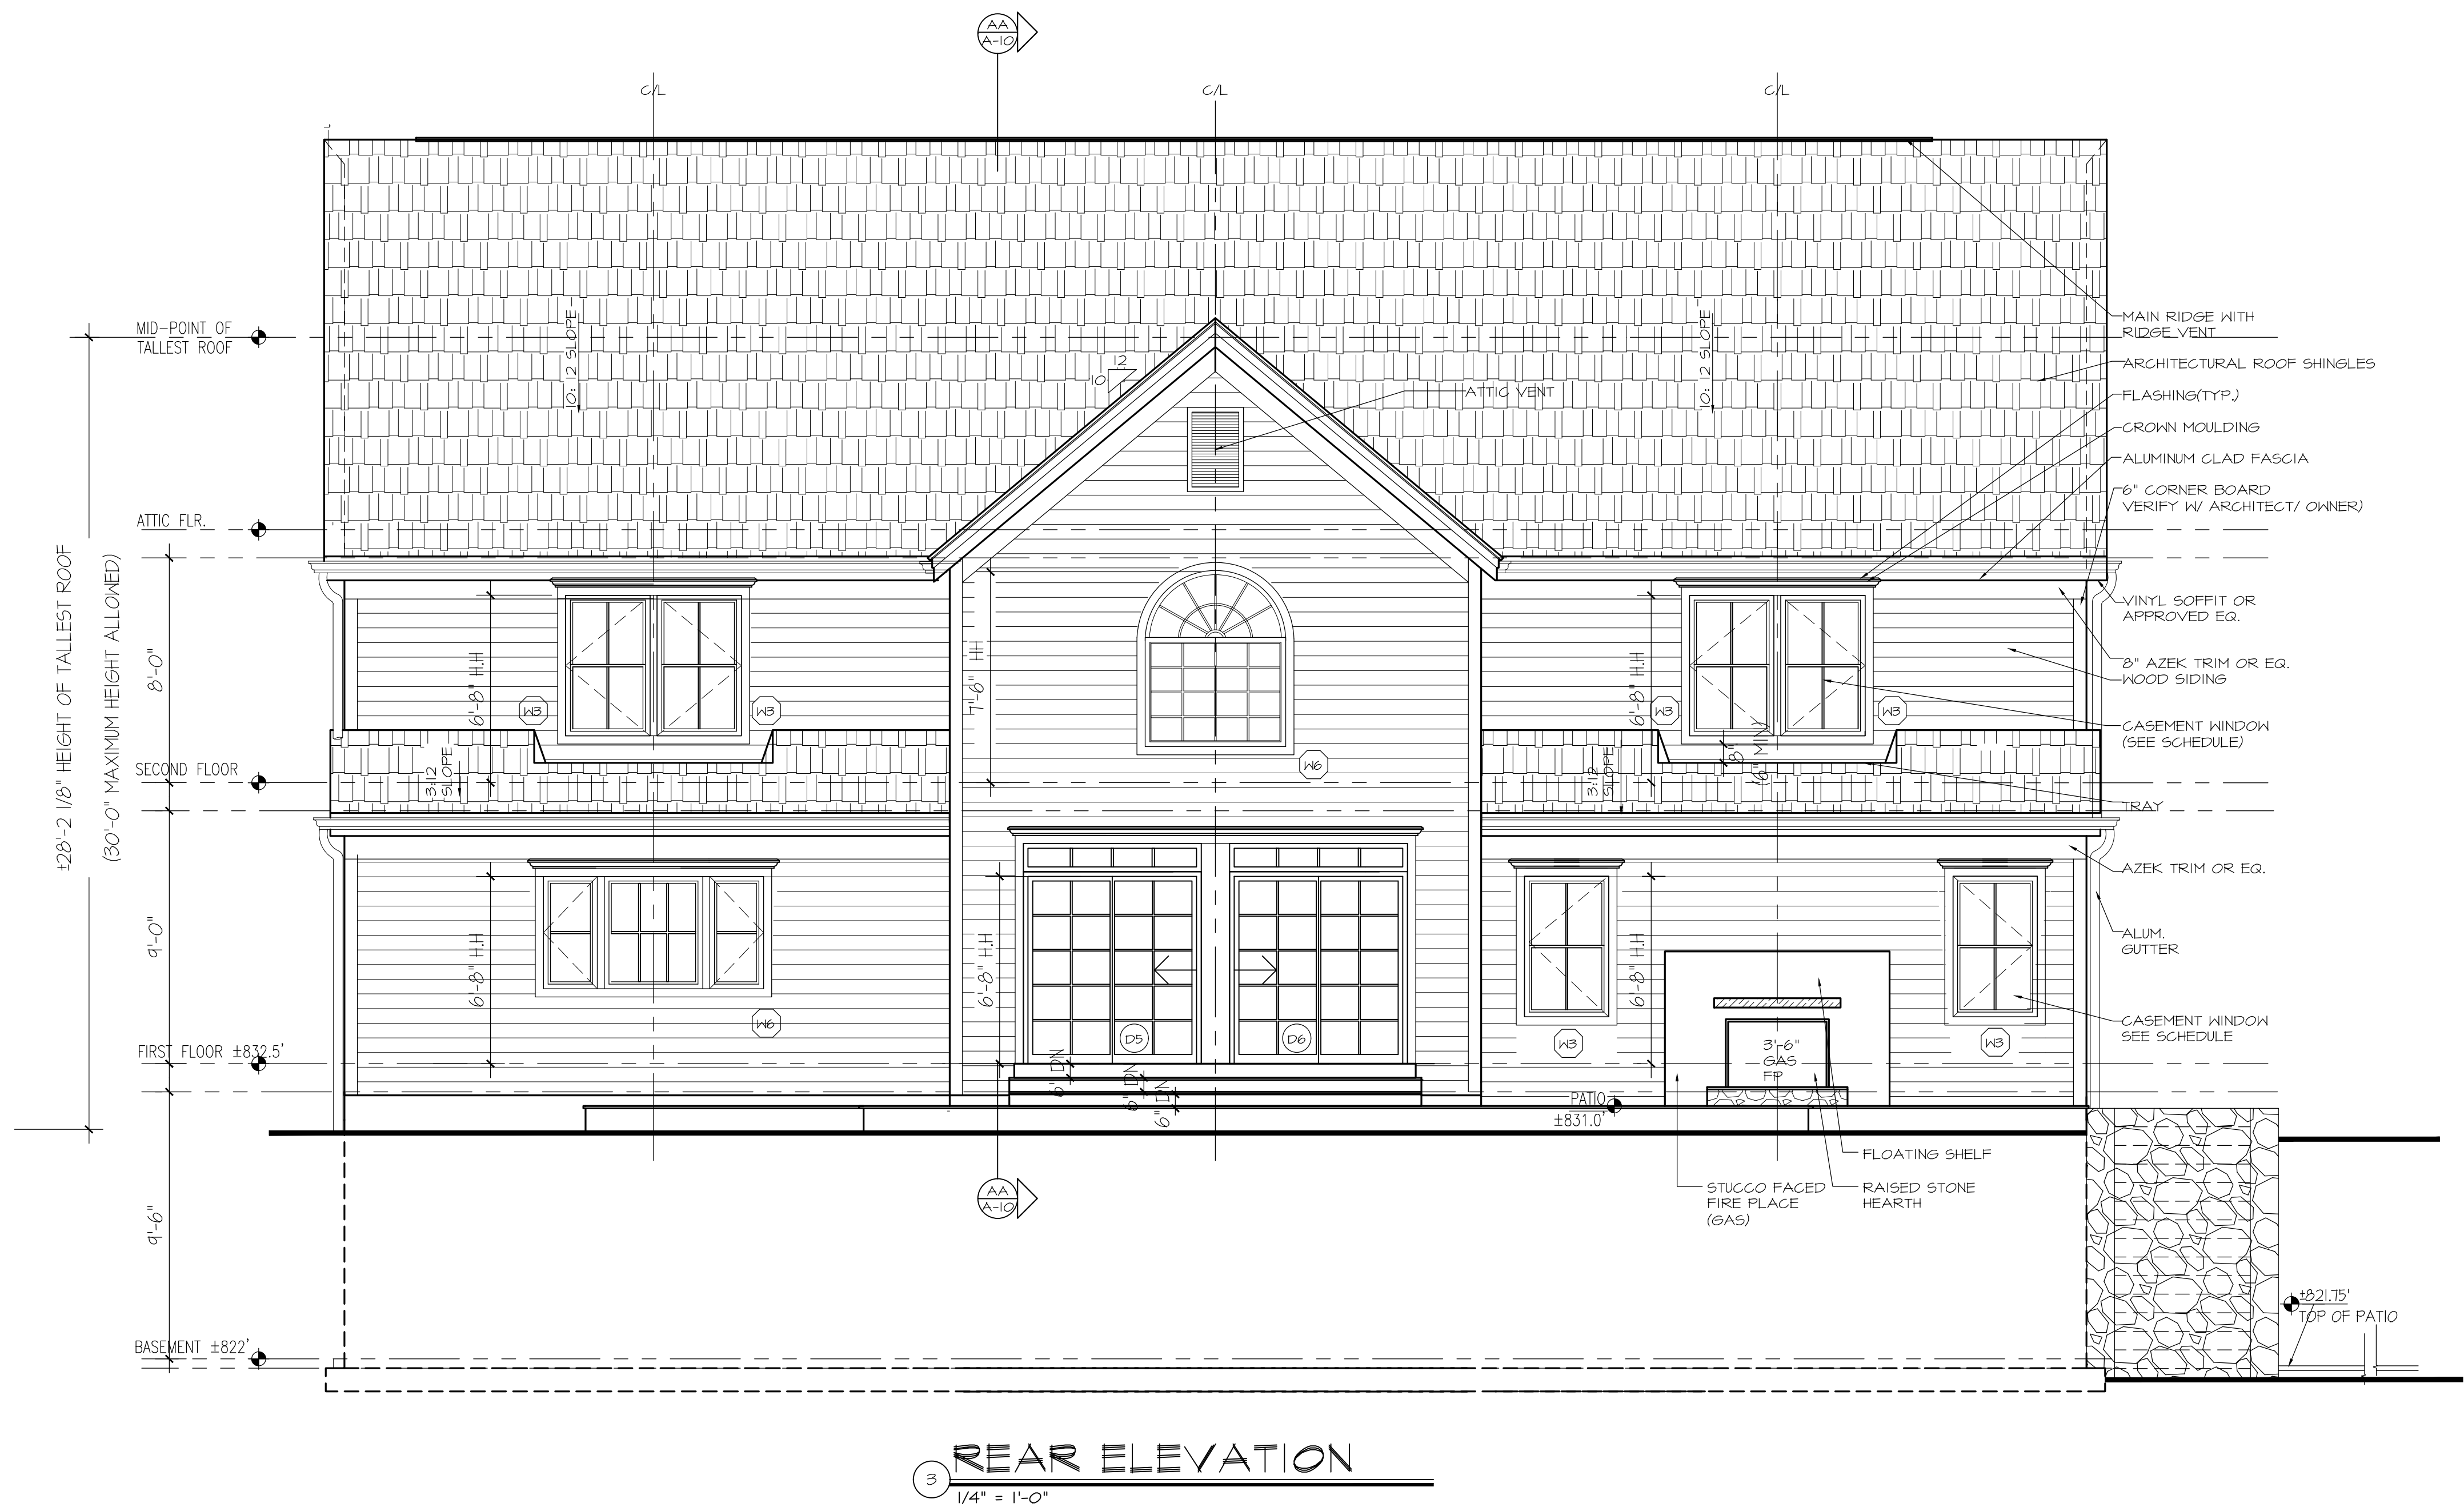 AA
A-10
C/L
C/L
C/L
MID-POINT OF
TALLEST ROOF
10: 12 SLOPE
12
10
10: 12 SLOPE
ATTIC VENT
MAIN RIDGE WITH
RIDGE VENT
ARCHITECTURAL ROOF SHINGLES
FLASHING(TYP.)
CROWN MOULDING
ALUMINUM CLAD FASCIA
6" CORNER BOARD
VERIFY W/ ARCHITECT/ OWNER)
ATTIC FLR.
±28'-2 1/8" HEIGHT OF TALLEST ROOF
(30'-0" MAXIMUM HEIGHT ALLOWED)
8'-0"
6'-8" H.H
W3
W3
7'-6" HH
W6
6'-8" H.H
W3
W3
8"
(6" MIN)
VINYL SOFFIT OR
APPROVED EQ.
8" AZEK TRIM OR EQ.
WOOD SIDING
CASEMENT WINDOW
(SEE SCHEDULE)
SECOND FLOOR
3:12
SLOPE
3:12
SLOPE
TRAY
AZEK TRIM OR EQ.
9'-0"
6'-8" H.H
W6
6'-8" H.H
D5
D6
6'-8" H.H
W3
W3
3'-6"
GAS
FP
ALUM.
GUTTER
CASEMENT WINDOW
SEE SCHEDULE
FIRST FLOOR ±832.5'
6" DN
6" DN
6" DN
PATIO
±831.0'
FLOATING SHELF
STUCCO FACED
FIRE PLACE
(GAS)
RAISED STONE
HEARTH
AA
A-10
9'-6"
BASEMENT ±822'
±821.75'
TOP OF PATIO
3
REAR ELEVATION
1/4" = 1'-0"